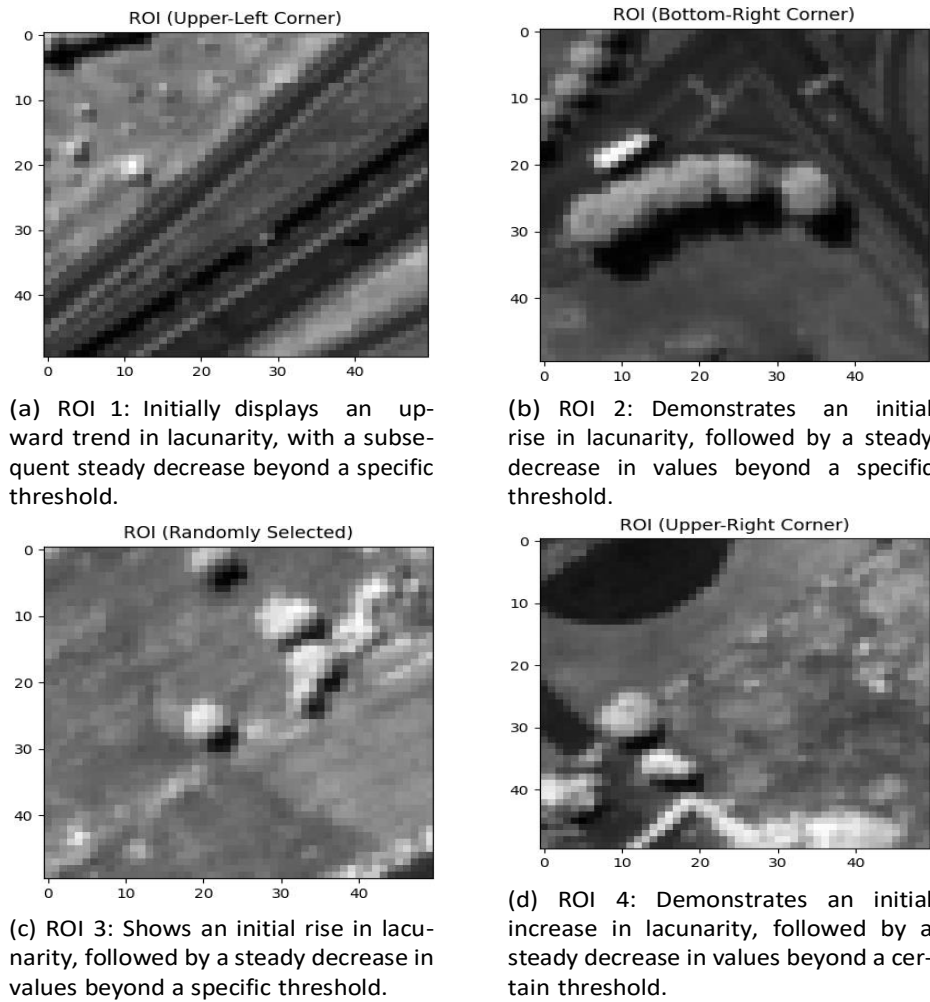 ROI (Upper-Left Corner)
0
10
20
30
40
0 10 20 30 40
(a) ROI 1: Initially displays an up-
ward trend in lacunarity, with a subse-
quent steady decrease beyond a specific
threshold.
ROI (Bottom-Right Corner)
0
10
20
30
40
0 10 20 30 40
(b) ROI 2: Demonstrates an initial
rise in lacunarity, followed by a steady
decrease in values beyond a specific
threshold.
ROI (Randomly Selected)
0
10
20
30
40
0 10 20 30 40
(c) ROI 3: Shows an initial rise in lacu-
narity, followed by a steady decrease in
values beyond a specific threshold.
ROI (Upper-Right Corner)
0
10
20
30
40
0 10 20 30 40
(d) ROI 4: Demonstrates an initial
increase in lacunarity, followed by a
steady decrease in values beyond a cer-
tain threshold.